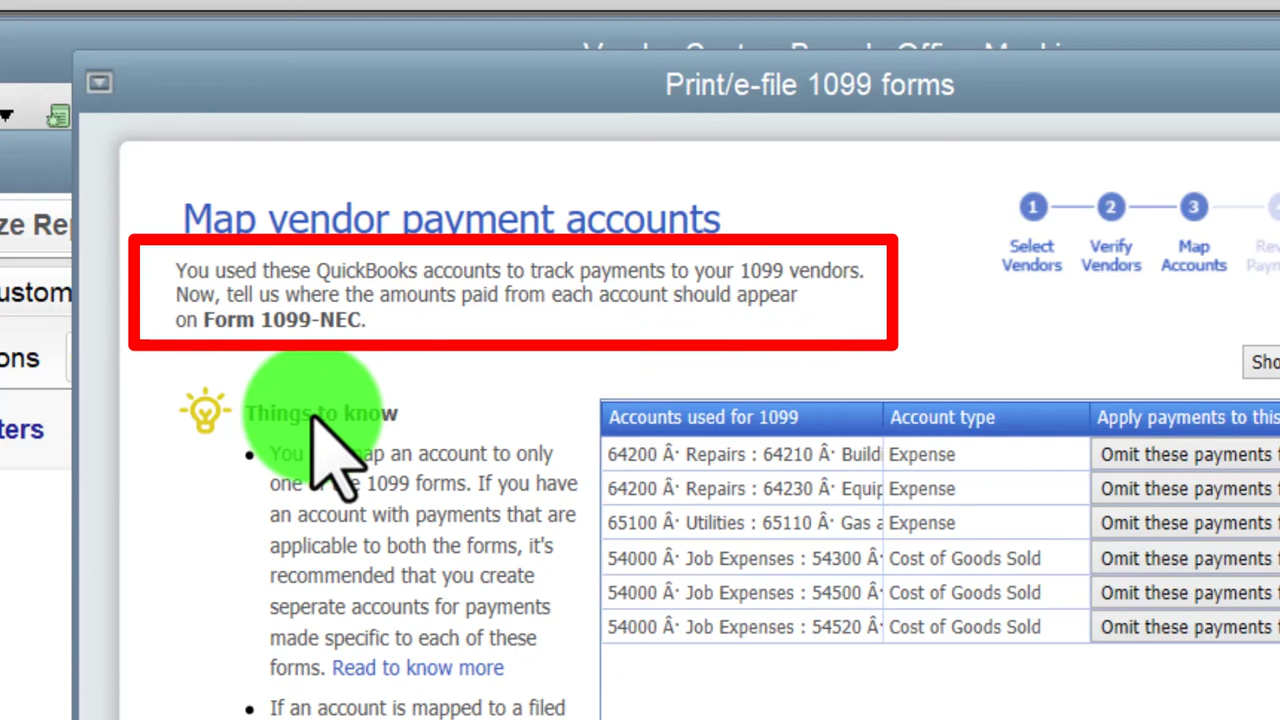 Print/e-file 1099 forms
ze Rep
ustom
ons
ters
Map vendor payment accounts
1 2 3
Select Vendors
Verify Vendors
Map Accounts
You used these QuickBooks accounts to track payments to your 1099 vendors.
Now, tell us where the amounts paid from each account should appear
on Form 1099-NEC.
Sho
Things to know
• You map an account to only
one of the 1099 forms. If you have
an account with payments that are
applicable to both the forms, it's
recommended that you create
seperate accounts for payments
made specific to each of these
forms. Read to know more
• If an account is mapped to a filed
Accounts used for 1099 Account type Apply payments to this
64200 Â· Repairs : 64210 Â· Buildi Expense Omit these payments f
64200 Â· Repairs : 64230 Â· Equip Expense Omit these payments f
65100 Â· Utilities : 65110 Â· Gas a Expense Omit these payments f
54000 Â· Job Expenses : 54300 Â· Cost of Goods Sold Omit these payments f
54000 Â· Job Expenses : 54500 Â· Cost of Goods Sold Omit these payments f
54000 Â· Job Expenses : 54520 Â· Cost of Goods Sold Omit these payments f